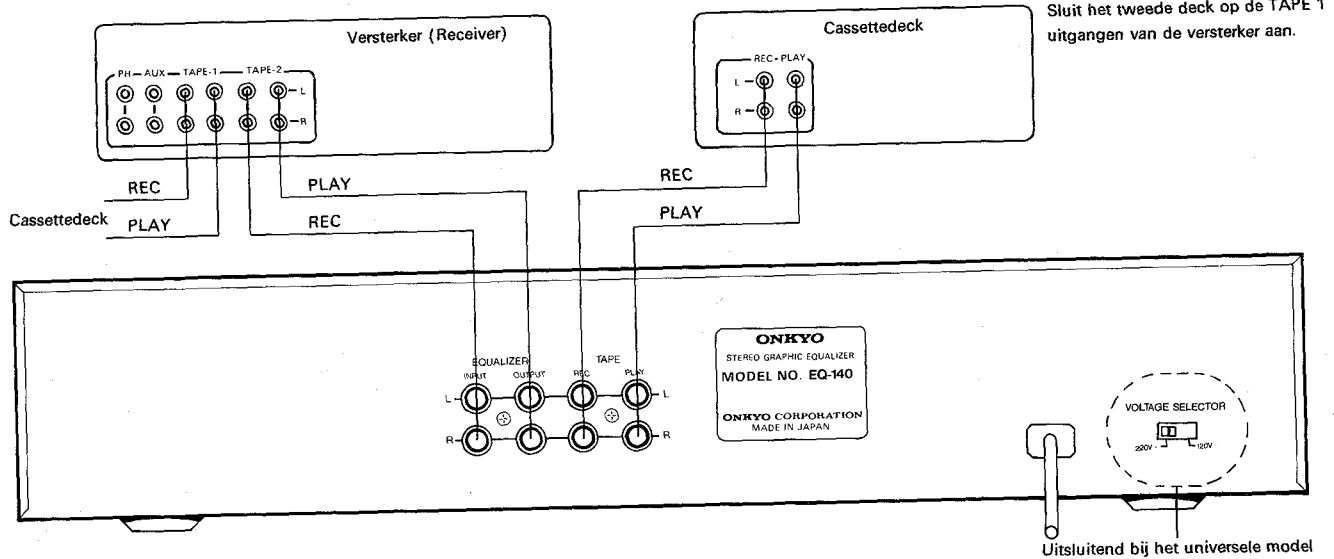 Sluit het tweede deck op de TAPE 1
uitgangen van de versterker aan.
Versterker (Receiver)
PH AUX TAPE-1 TAPE-2
L
R
Cassettedeck
REC - PLAY
L
R
REC
PLAY
Cassettedeck
PLAY
REC
REC
PLAY
EQUALIZER TAPE
INPUT OUTPUT REC PLAY
L L
R R
ONKYO
STEREO GRAPHIC EQUALIZER
MODEL NO. EQ-140
ONKYO CORPORATION
MADE IN JAPAN
VOLTAGE SELECTOR
220V 120V
Uitsluitend bij het universele model